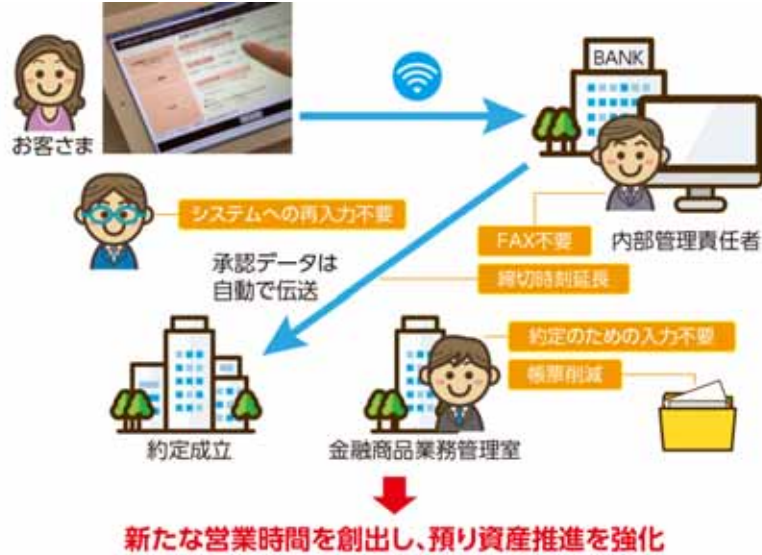 BANK
お客さま
システムへの再入力不要
FAX不要
内部管理責任者
承認データは
自動で伝送
締切時刻延長
約定のための入力不要
帳票削減
約定成立
金融商品業務管理室
新たな営業時間を創出し、預り資産推進を強化